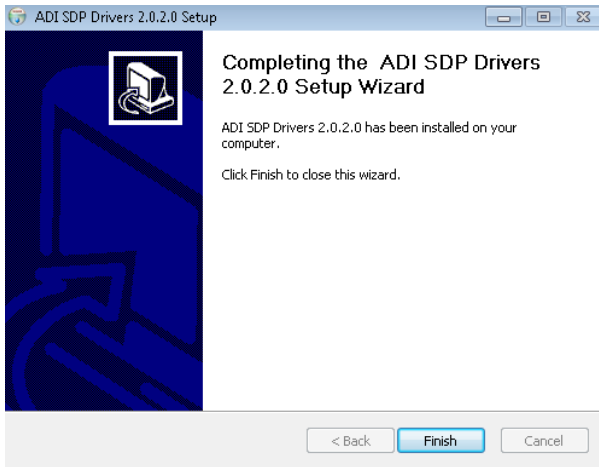 ADI SDP Drivers 2.0.2.0 Setup
Completing the ADI SDP Drivers
2.0.2.0 Setup Wizard
ADI SDP Drivers 2.0.2.0 has been installed on your
computer.
Click Finish to close this wizard.
< Back Finish Cancel